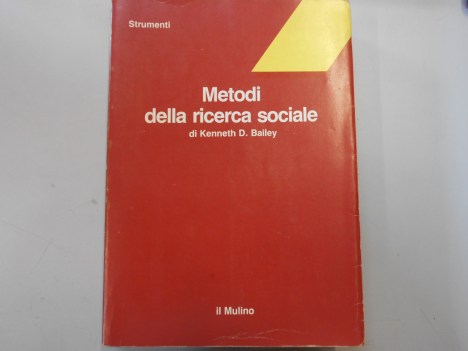 Strumenti
Metodi
della ricerca sociale
di Kenneth D. Bailey
il Mulino